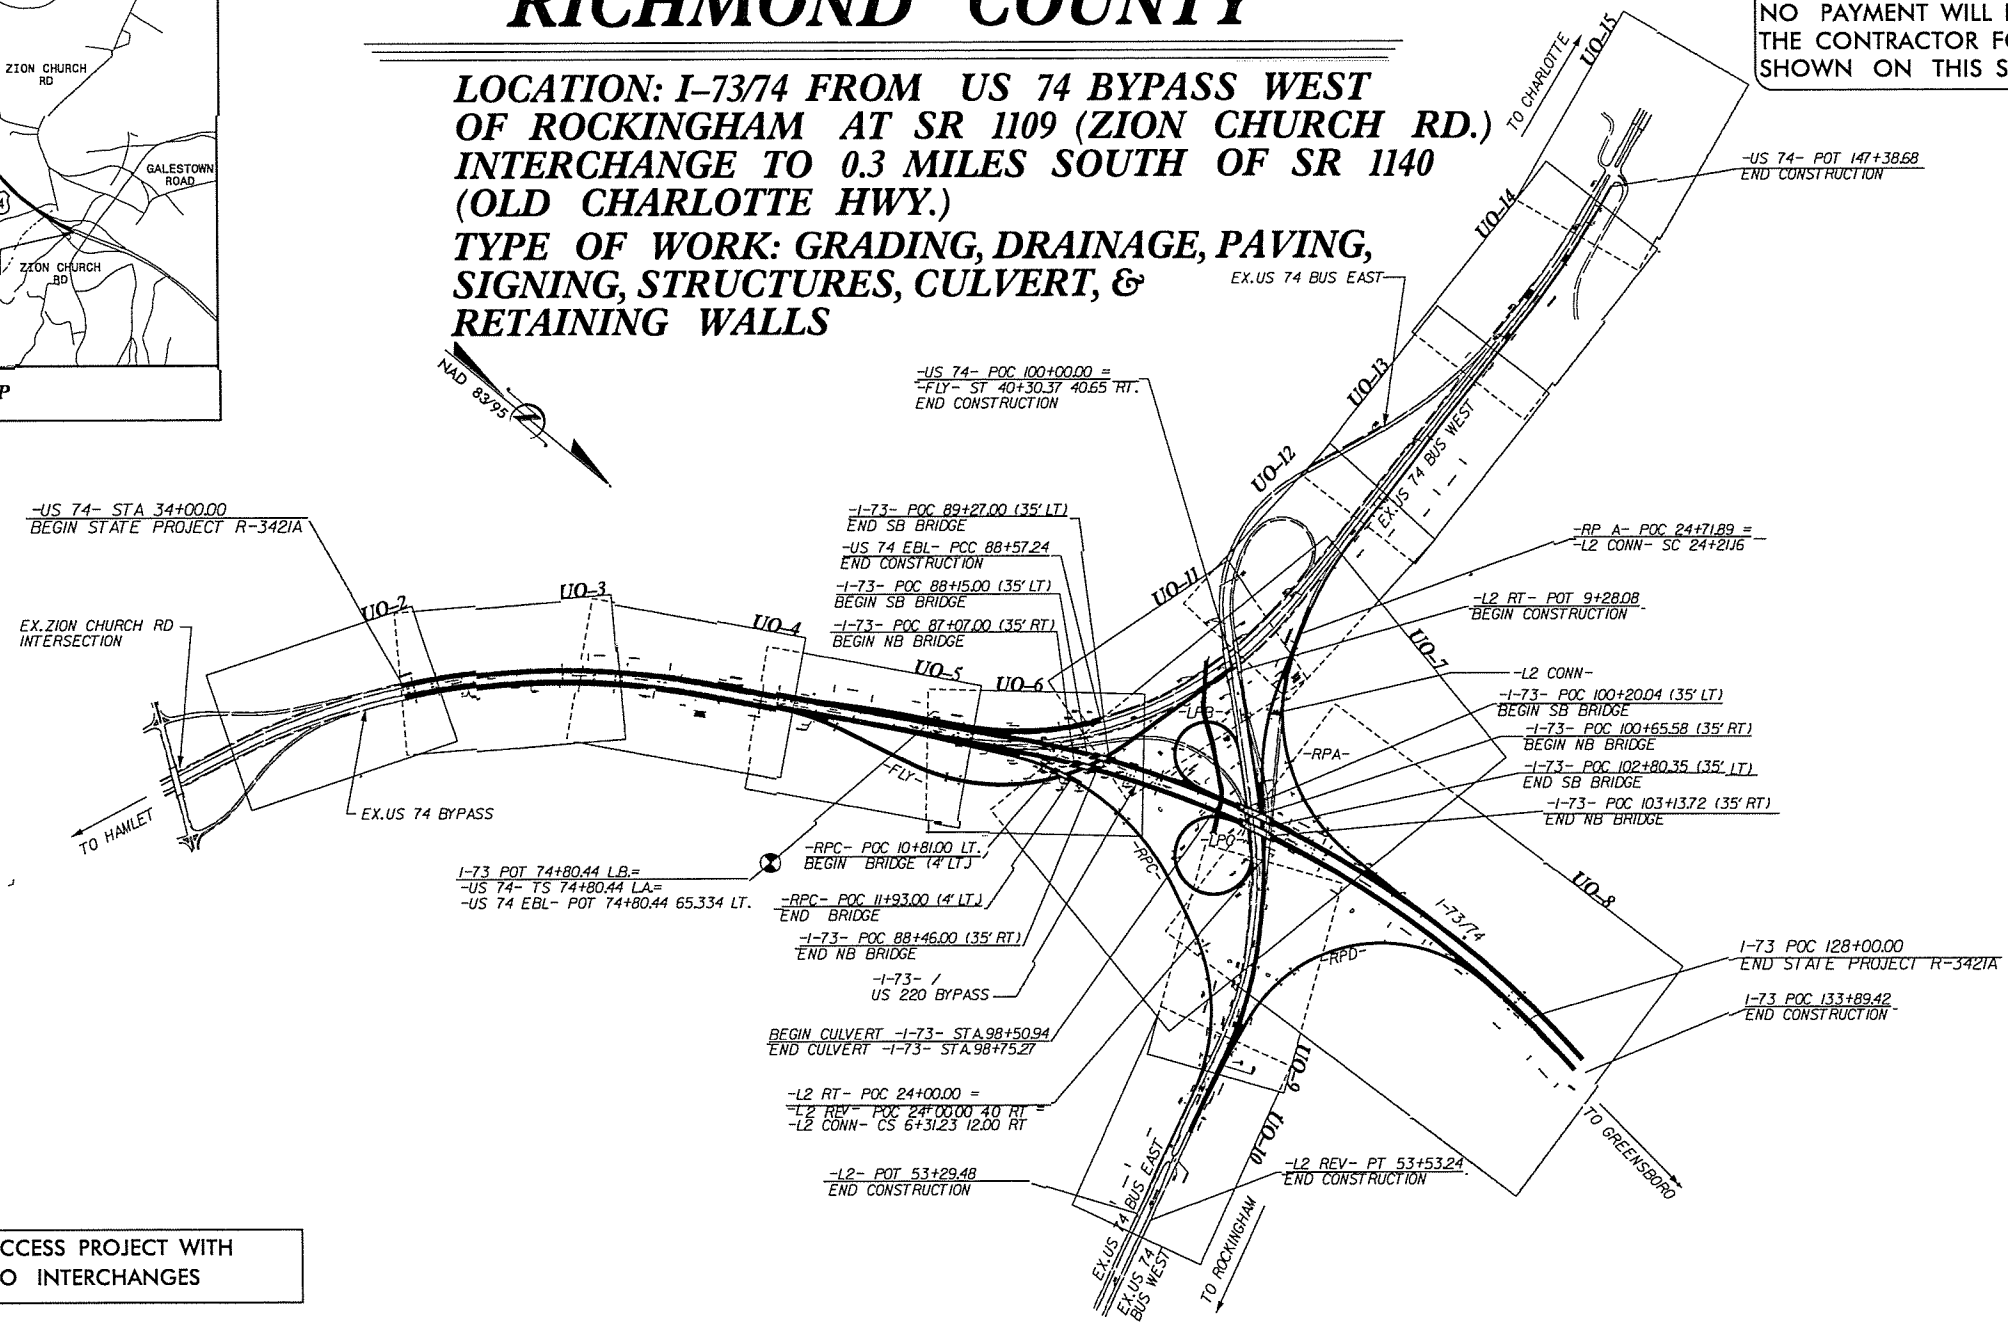 RICHMOND COUNTY
LOCATION: I-73/74 FROM US 74 BYPASS WEST
OF ROCKINGHAM AT SR 1109 (ZION CHURCH RD.)
INTERCHANGE TO 0.3 MILES SOUTH OF SR 1140
(OLD CHARLOTTE HWY.)
TYPE OF WORK: GRADING, DRAINAGE, PAVING,
SIGNING, STRUCTURES, CULVERT, &
RETAINING WALLS
NO PAYMENT WILL
THE CONTRACTOR
SHOWN ON THIS
ZION CHURCH
RD
GALESTOWN
ROAD
ZION CHURCH
RD
P
NAD 83/95
TO CHARLOTTE
UO-15
-US 74- POT 147+38.68
END CONSTRUCTION
UO-14
EX.US 74 BUS EAST
UO-13
-US 74- POC 100+00.00 =
-FLY- ST 40+30.37 40.65 RT.
END CONSTRUCTION
UO-12
EX.US 74 BUS WEST
-US 74- STA 34+00.00
BEGIN STATE PROJECT R-3421A
-I-73- POC 89+27.00 (35' LT)
END SB BRIDGE
-US 74 EBL- PCC 88+57.24
END CONSTRUCTION
-I-73- POC 88+15.00 (35' LT)
BEGIN SB BRIDGE
-I-73- POC 87+07.00 (35' RT)
BEGIN NB BRIDGE
UO-11
-RP A- POC 24+71.89 =
-L2 CONN- SC 24+21.16
-L2 RT- POT 9+28.08
BEGIN CONSTRUCTION
UO-7
-L2 CONN-
-I-73- POC 100+20.04 (35' LT)
BEGIN SB BRIDGE
-I-73- POC 100+65.58 (35' RT)
BEGIN NB BRIDGE
-I-73- POC 102+80.35 (35' LT)
END SB BRIDGE
-I-73- POC 103+13.72 (35' RT)
END NB BRIDGE
EX.ZION CHURCH RD
INTERSECTION
UO-2
UO-3
UO-4
UO-5
UO-6
-LPB-
-RPA-
-FLY-
TO HAMLET
EX.US 74 BYPASS
-LPC-
-RPC-
-RPC- POC 10+81.00 LT.
BEGIN BRIDGE (4' LT.)
I-73 POT 74+80.44 L.B.=
-US 74- TS 74+80.44 LA.=
-US 74 EBL- POT 74+80.44 65.334 LT.
-RPC- POC 11+93.00 (4' LT.)
END BRIDGE
-I-73- POC 88+46.00 (35' RT)
END NB BRIDGE
-I-73- /
US 220 BYPASS
UO-8
I-73/74
-RPD-
I-73 POC 128+00.00
END STATE PROJECT R-3421A
I-73 POC 133+89.42
END CONSTRUCTION
BEGIN CULVERT -I-73- STA.98+50.94
END CULVERT -I-73- STA.98+75.27
UO-9
-L2 RT- POC 24+00.00 =
-L2 REV- POC 24+00.00 40 RT =
-L2 CONN- CS 6+31.23 12.00 RT
UO-10
TO GREENSBORO
-L2- POT 53+29.48
END CONSTRUCTION
-L2 REV- PT 53+53.24
END CONSTRUCTION
EX.US 74 BUS EAST
EX.US 74
BUS WEST
TO ROCKINGHAM
CCESS PROJECT WITH
O INTERCHANGES